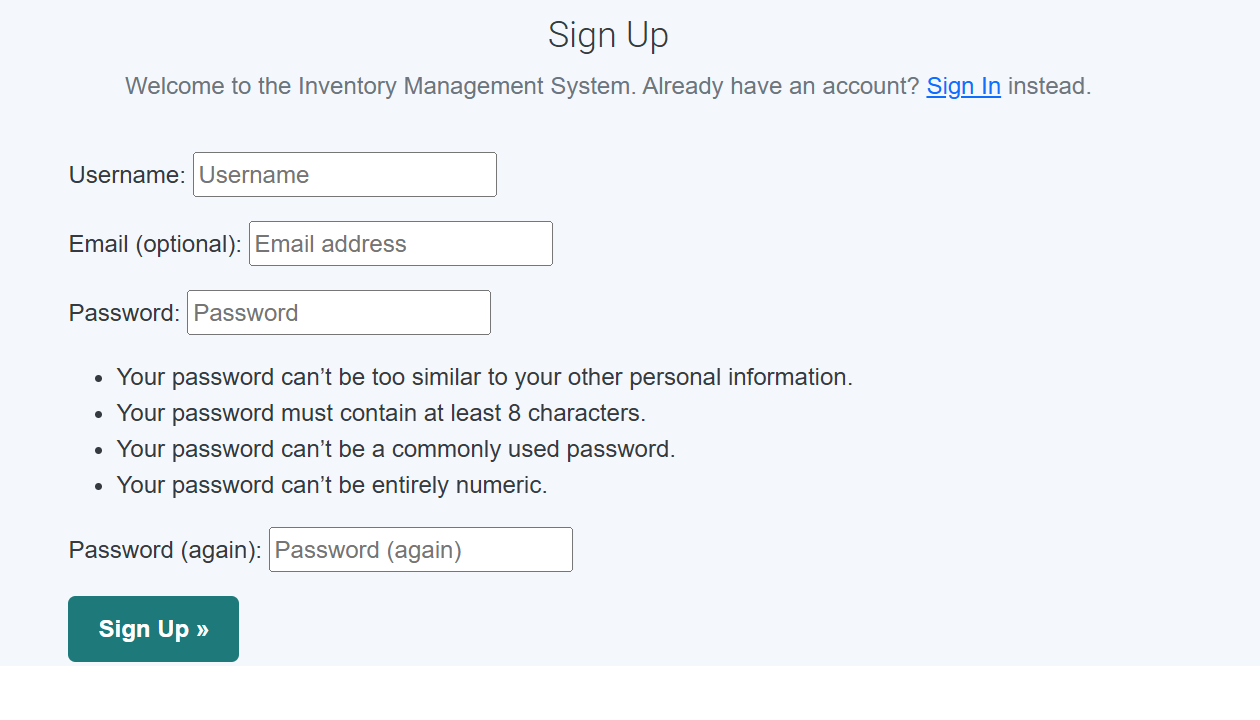 Sign Up
Welcome to the Inventory Management System. Already have an account? Sign In instead.
Username: Username
Email (optional): Email address
Password: Password
• Your password can’t be too similar to your other personal information.
• Your password must contain at least 8 characters.
• Your password can’t be a commonly used password.
• Your password can’t be entirely numeric.
Password (again): Password (again)
Sign Up »